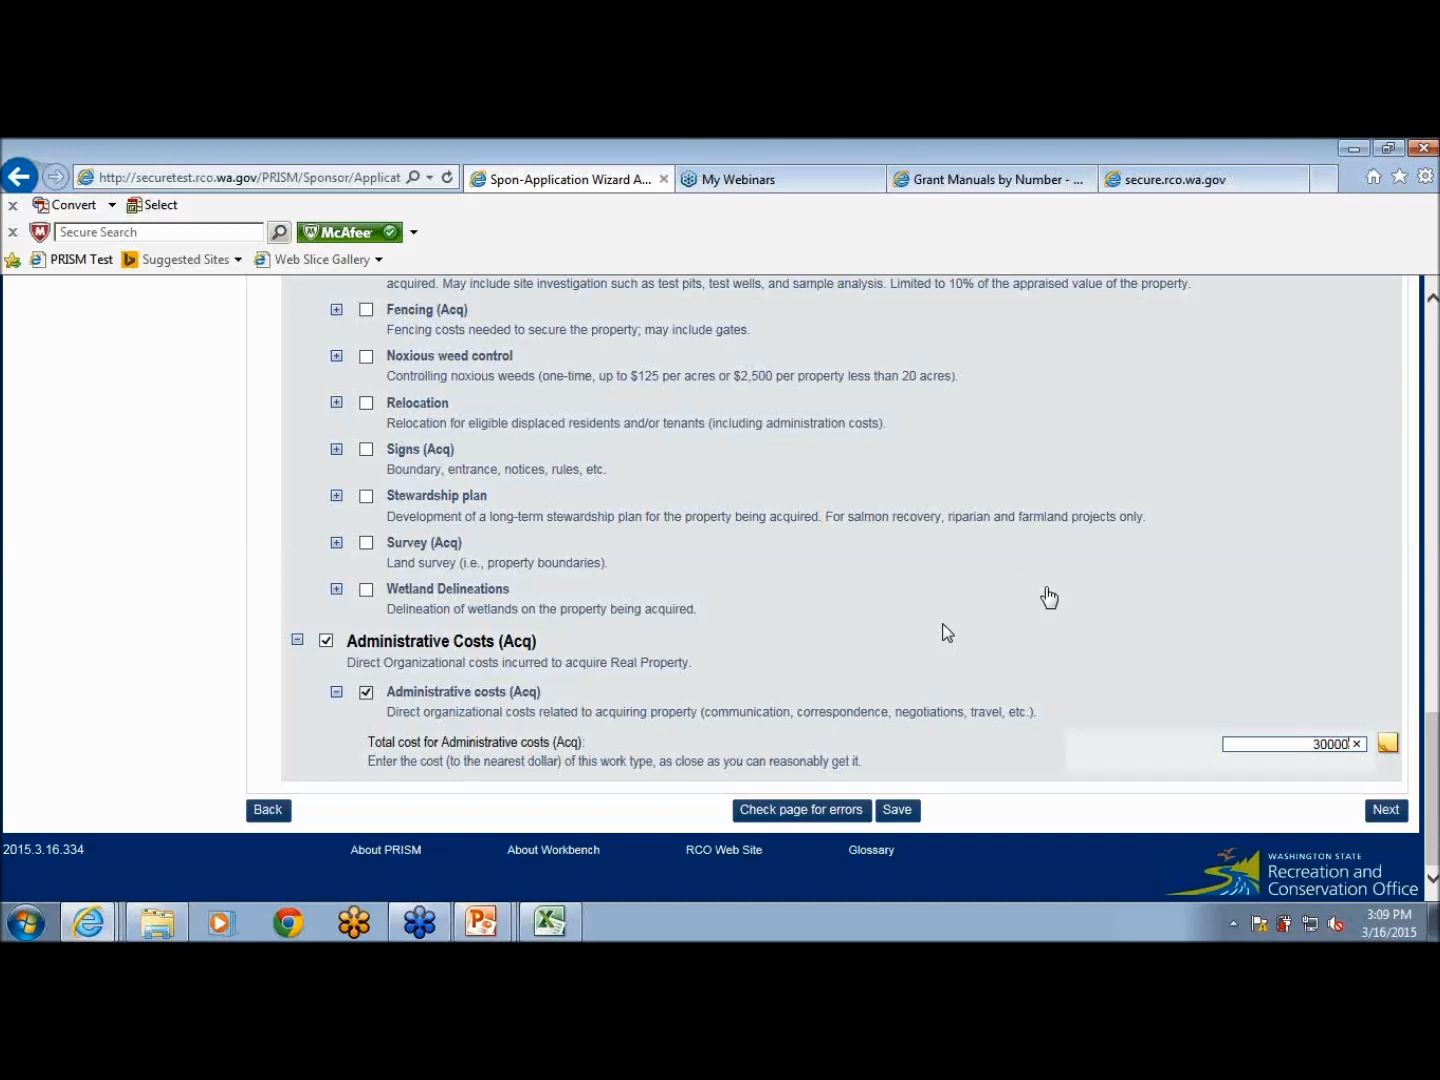 http://securetest.rco.wa.gov/PRISM/Sponsor/Applicat
Spon-Application Wizard A...
My Webinars
Grant Manuals by Number - ...
secure.rco.wa.gov
Convert
Select
Secure Search
McAfee
PRISM Test
Suggested Sites
Web Slice Gallery
acquired. May include site investigation such as test pits, test wells, and sample analysis. Limited to 10% of the appraised value of the property.
Fencing (Acq)
Fencing costs needed to secure the property; may include gates.
Noxious weed control
Controlling noxious weeds (one-time, up to $125 per acres or $2,500 per property less than 20 acres).
Relocation
Relocation for eligible displaced residents and/or tenants (including administration costs).
Signs (Acq)
Boundary, entrance, notices, rules, etc.
Stewardship plan
Development of a long-term stewardship plan for the property being acquired. For salmon recovery, riparian and farmland projects only.
Survey (Acq)
Land survey (i.e., property boundaries).
Wetland Delineations
Delineation of wetlands on the property being acquired.
Administrative Costs (Acq)
Direct Organizational costs incurred to acquire Real Property.
Administrative costs (Acq)
Direct organizational costs related to acquiring property (communication, correspondence, negotiations, travel, etc.).
Total cost for Administrative costs (Acq):
30000
Enter the cost (to the nearest dollar) of this work type, as close as you can reasonably get it.
Back
Check page for errors
Save
Next
2015.3.16.334
About PRISM
About Workbench
RCO Web Site
Glossary
WASHINGTON STATE
Recreation and
Conservation Office
3:09 PM
3/16/2015